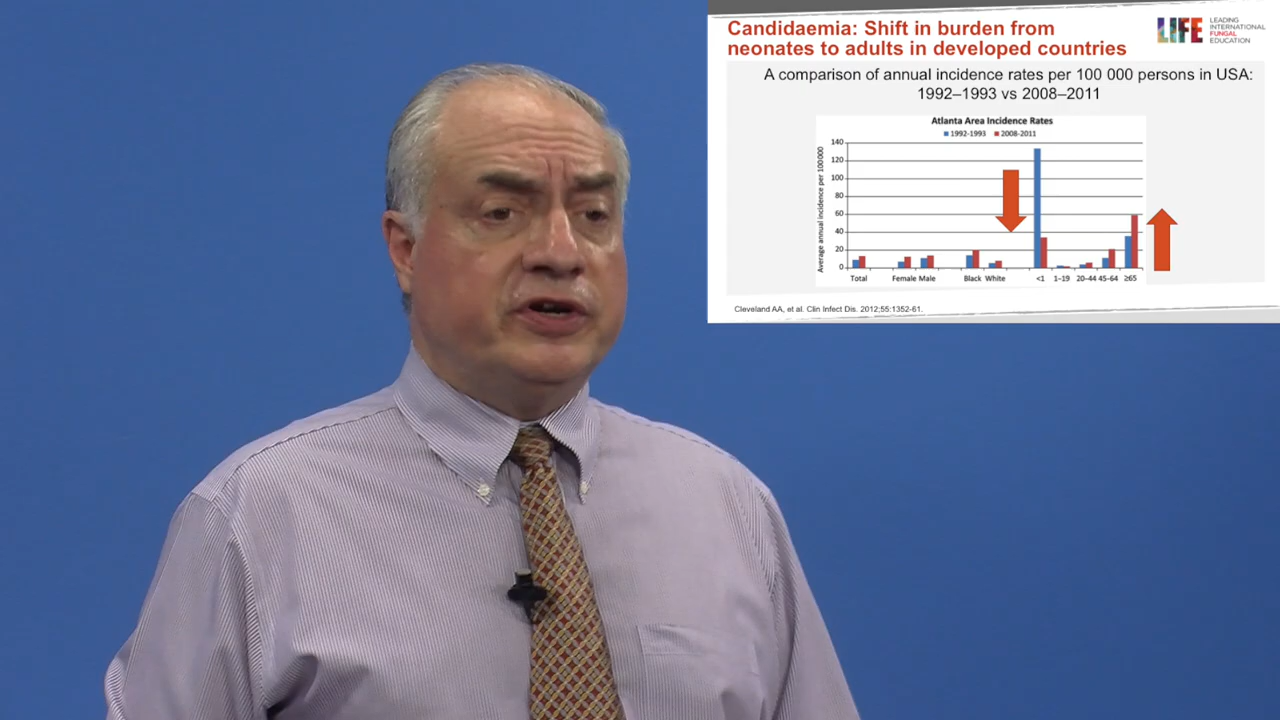 Candidaemia: Shift in burden from
neonates to adults in developed countries
LIFE
LEADING
INTERNATIONAL
FUNGAL
EDUCATION
A comparison of annual incidence rates per 100 000 persons in USA:
1992–1993 vs 2008–2011
Atlanta Area Incidence Rates
1992-1993 2008-2011
Average annual incidence per 100000
140
120
100
80
60
40
20
0
Total Female Male Black White <1 1–19 20–44 45-64 ≥65
Cleveland AA, et al. Clin Infect Dis. 2012;55:1352-61.